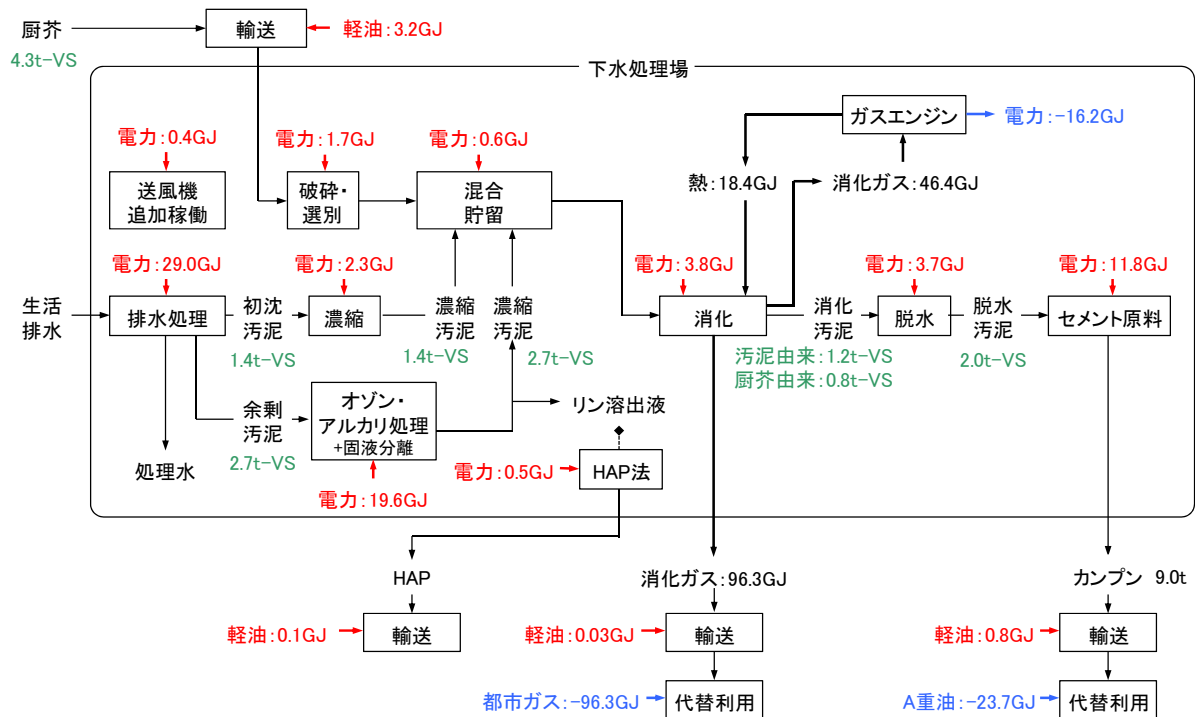 厨芥
4.3t-VS
輸送
軽油:3.2GJ
下水処理場
電力:0.4GJ
送風機
追加稼働
電力:1.7GJ
破砕・
選別
電力:0.6GJ
混合
貯留
ガスエンジン
電力:-16.2GJ
熱:18.4GJ
消化ガス:46.4GJ
生活
排水
電力:29.0GJ
排水処理
初沈
汚泥
1.4t-VS
電力:2.3GJ
濃縮
濃縮
汚泥
1.4t-VS
濃縮
汚泥
2.7t-VS
電力:3.8GJ
消化
消化
汚泥
汚泥由来:1.2t-VS
厨芥由来:0.8t-VS
電力:3.7GJ
脱水
脱水
汚泥
2.0t-VS
電力:11.8GJ
セメント原料
処理水
余剰
汚泥
2.7t-VS
オゾン・
アルカリ処理
+固液分離
電力:19.6GJ
リン溶出液
電力:0.5GJ
HAP法
HAP
軽油:0.1GJ
輸送
消化ガス:96.3GJ
軽油:0.03GJ
輸送
都市ガス:-96.3GJ
代替利用
カンプン 9.0t
軽油:0.8GJ
輸送
A重油:-23.7GJ
代替利用